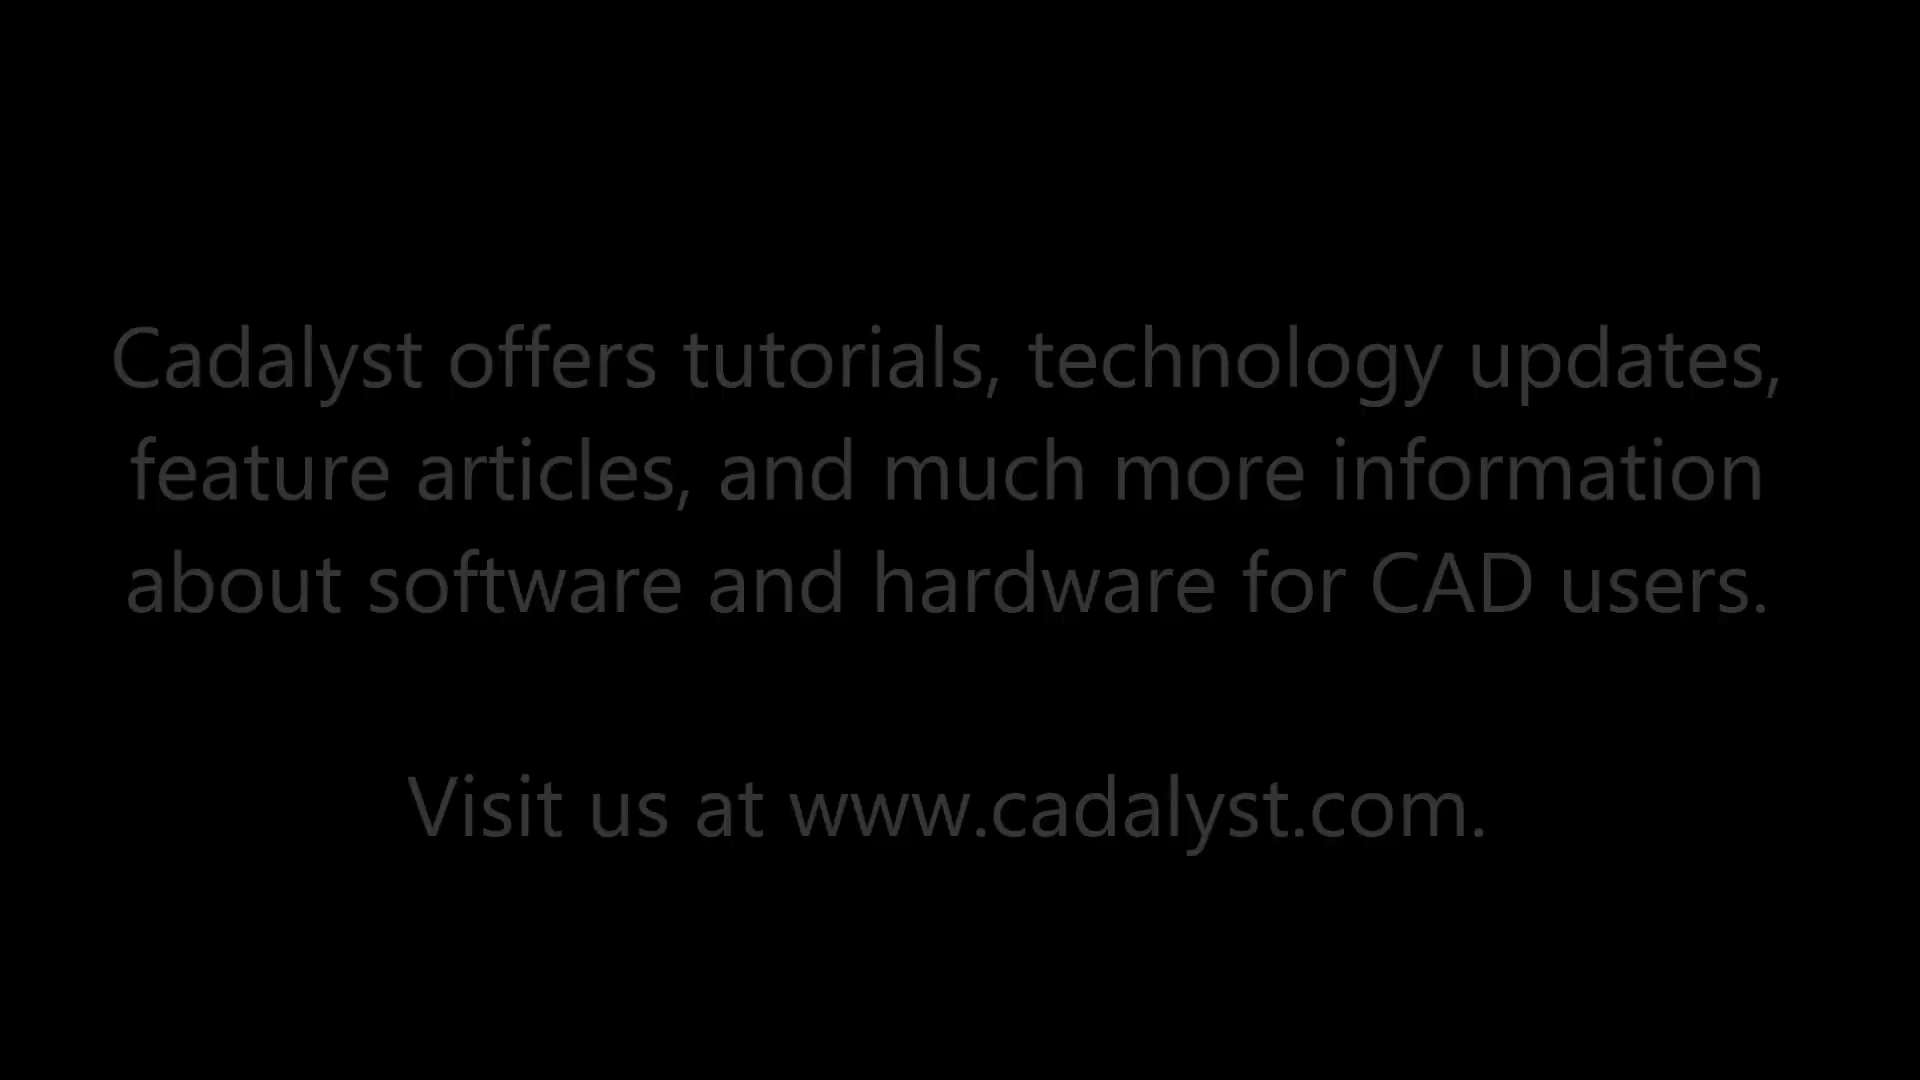 Cadalyst offers tutorials, technology updates,
feature articles, and much more information
about software and hardware for CAD users.
Visit us at www.cadalyst.com.